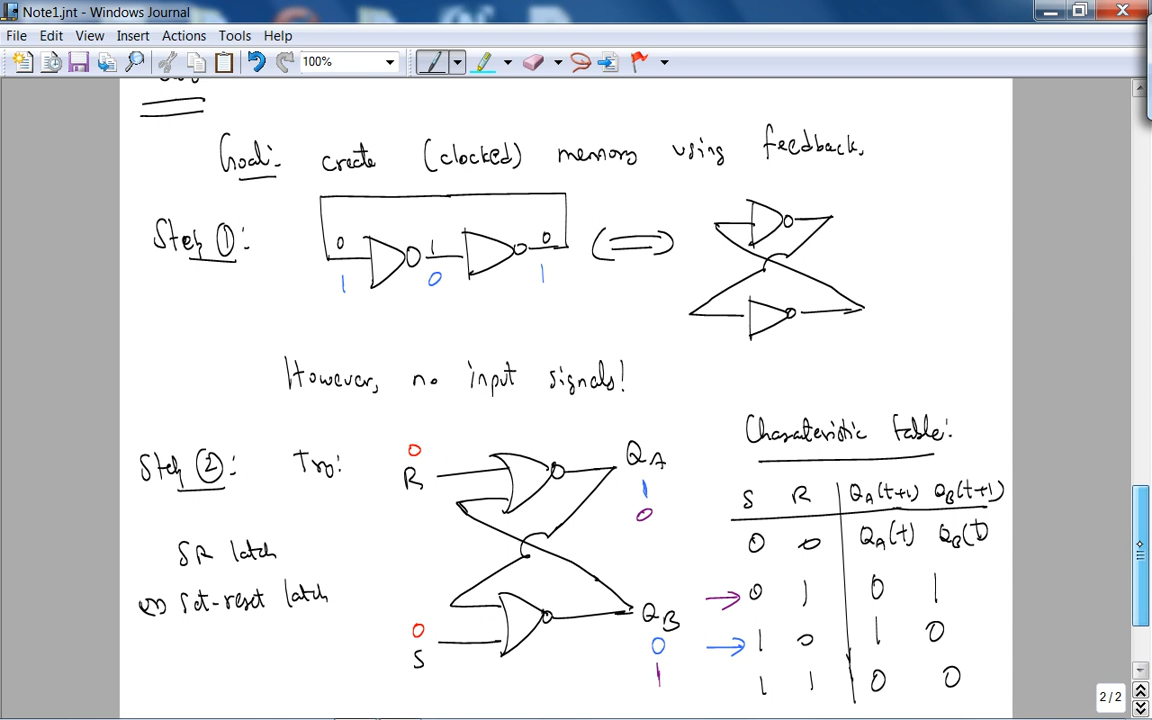 Note1.jnt - Windows Journal
File Edit View Insert Actions Tools Help
100%
Goal:- create (clocked) memory using feedback.
Step ①:
0 1 0
1 0 1
(⟺)
However, no input signals!
Step ②: Try:
0
R
QA
1
0
SR latch
Set-reset latch
0
S
QB
0
1
Charateristic table:
S R QA(t+1) QB(t+1)
0 0 QA(t) QB(t)
→ 0 1 0 1
→ 1 0 1 0
1 1 0 0
2 / 2